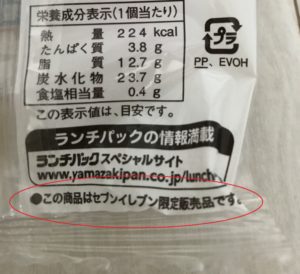 栄養成分表示(1個当たり)
熱量 224 kcal
たんぱく質 3.8 g
脂質 12.7 g
炭水化物 23.7 g
食塩相当量 0.4 g
この表示値は、目安です。
プラ
PP、EVOH
ランチパックの情報満載
ランチパックスペシャルサイト
www.yamazakipan.co.jp/lunch
●この商品はセブンイレブン限定販売品です。